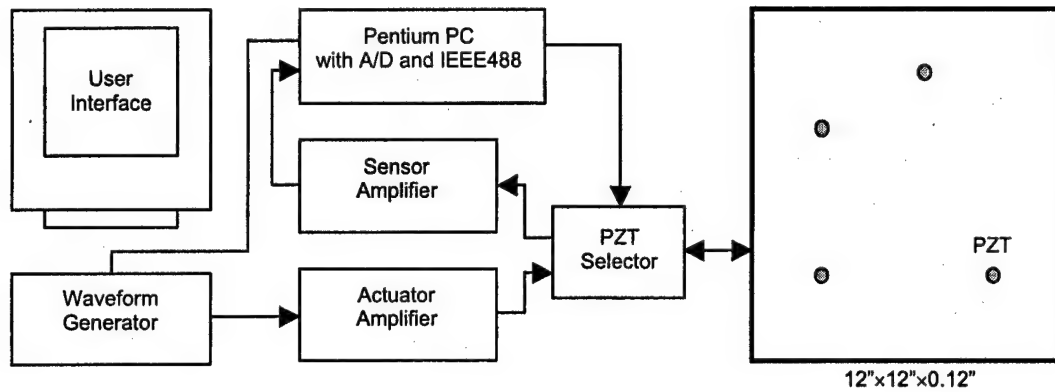 User
Interface
Pentium PC
with A/D and IEEE488
Sensor
Amplifier
PZT
Selector
PZT
Waveform
Generator
Actuator
Amplifier
12"×12"×0.12"